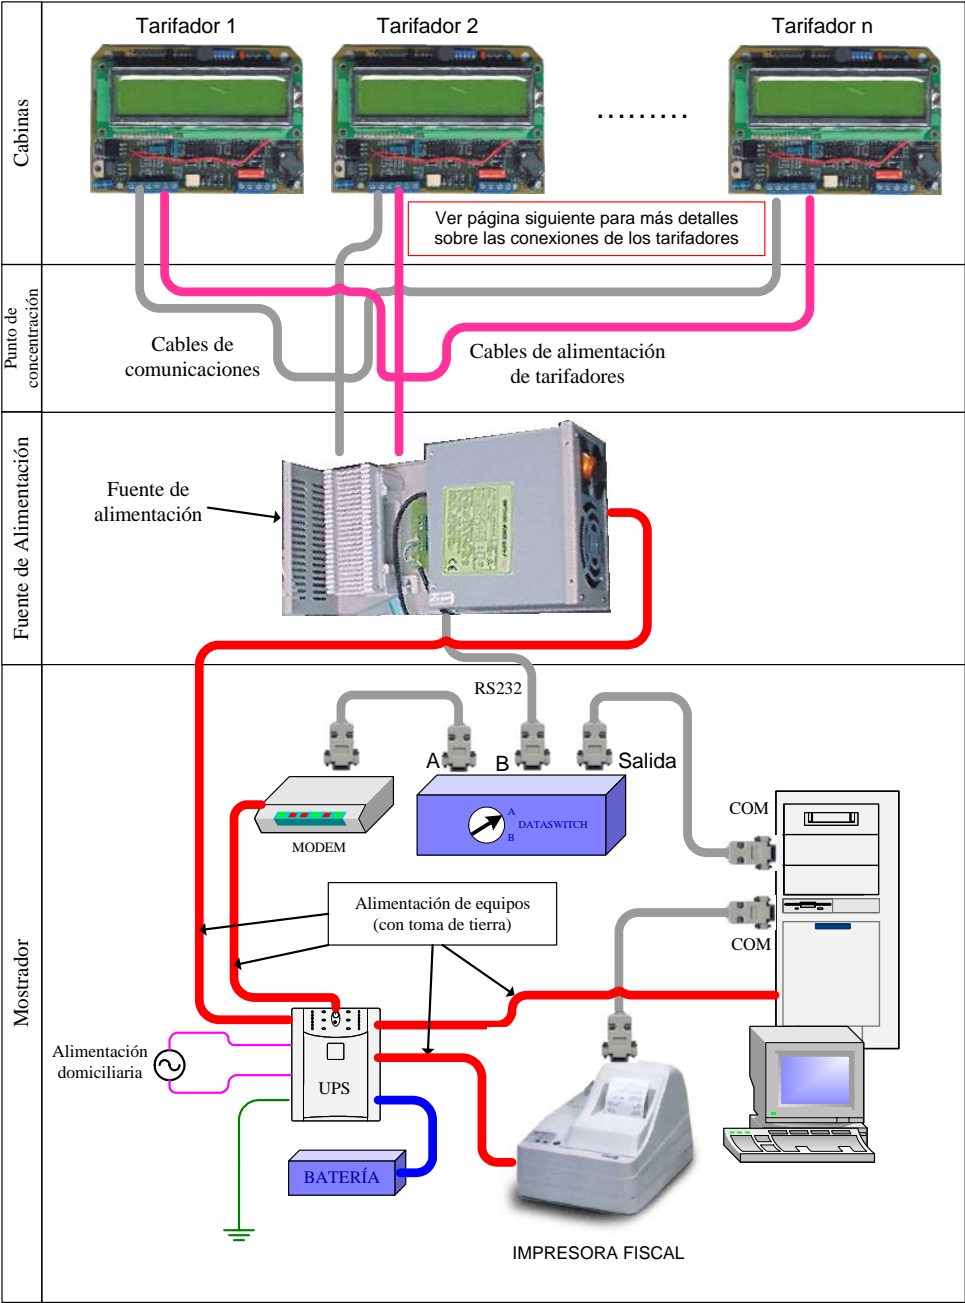 Tarifador 1
Tarifador 2
Tarifador n
.........
Cabinas
Ver página siguiente para más detalles
sobre las conexiones de los tarifadores
Punto de
concentración
Cables de
comunicaciones
Cables de alimentación
de tarifadores
Fuente de Alimentación
Fuente de
alimentación
RS232
A
B
Salida
A
DATASWITCH
B
MODEM
COM
COM
Mostrador
Alimentación de equipos
(con toma de tierra)
Alimentación
domiciliaria
UPS
BATERÍA
IMPRESORA FISCAL